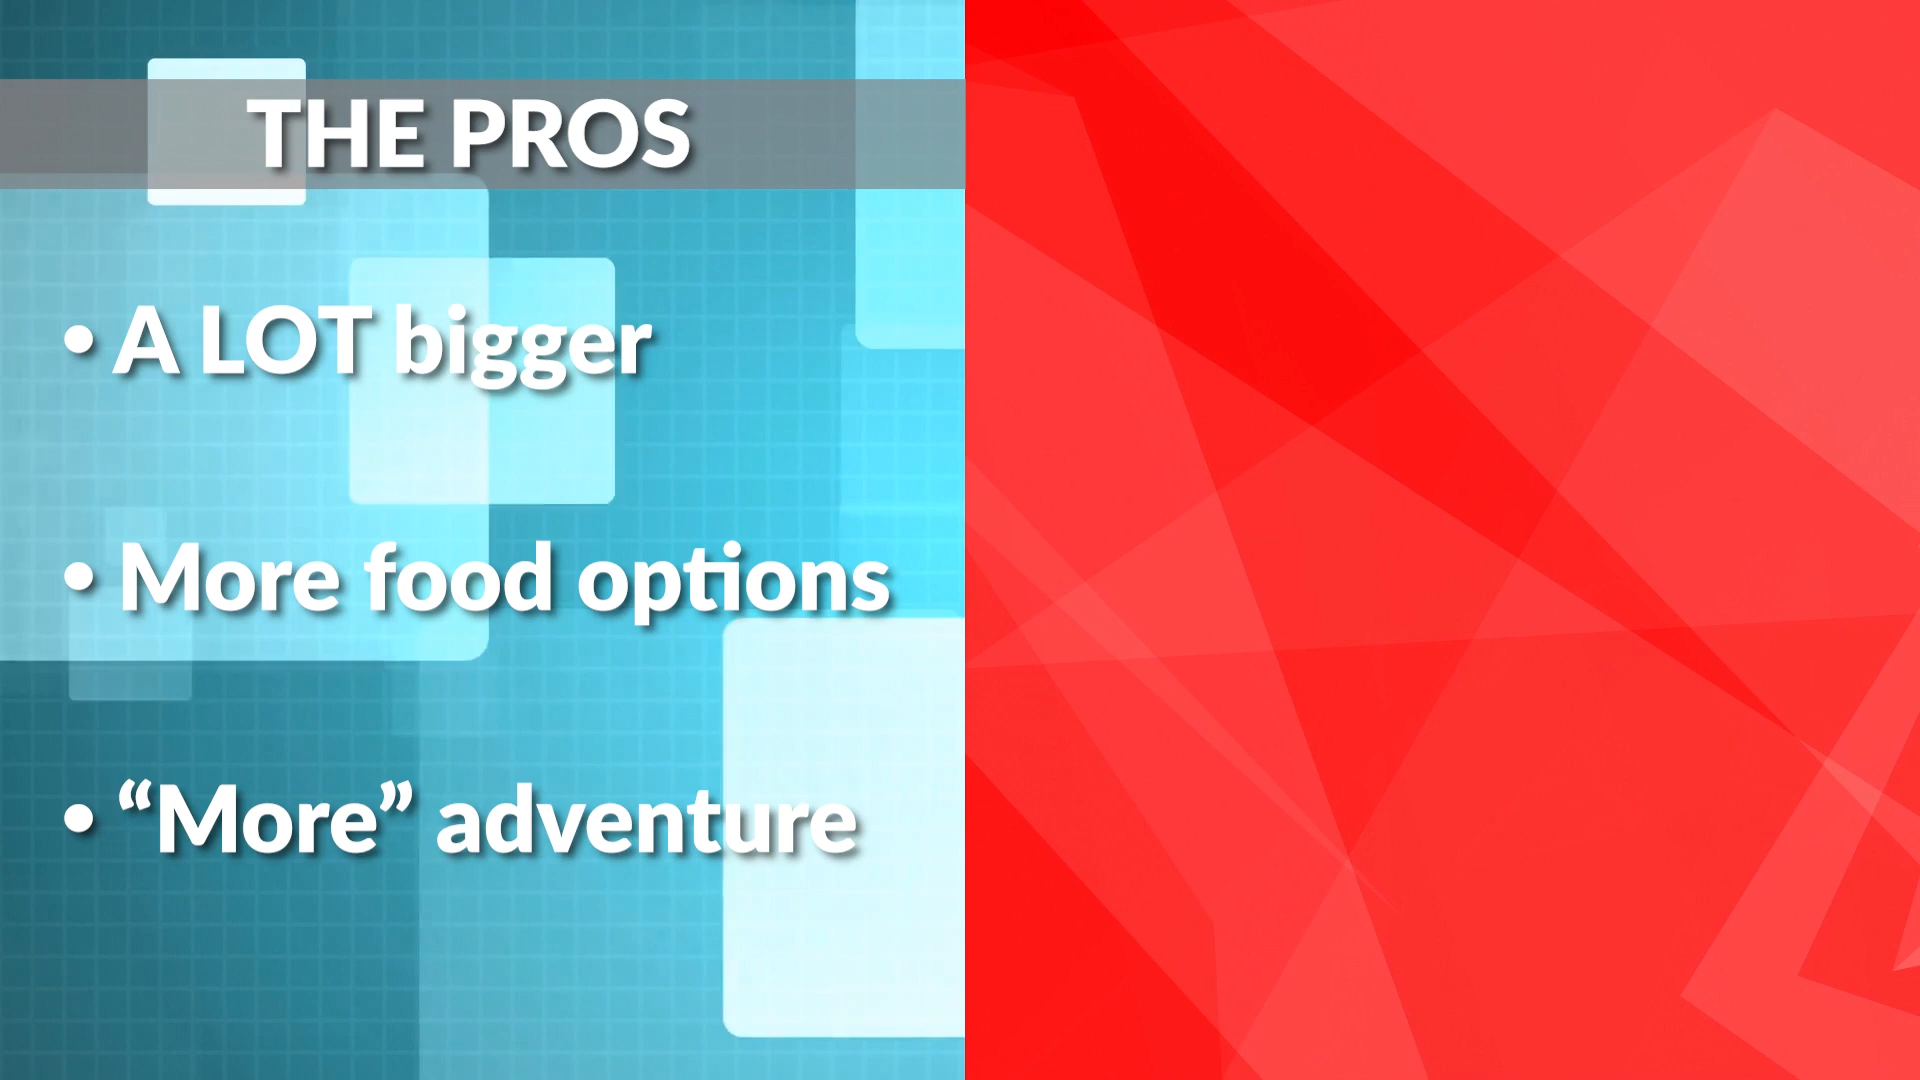 THE PROS
• A LOT bigger
• More food options
• “More” adventure